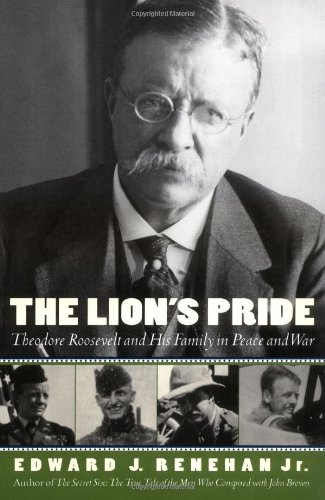 THE LION'S PRIDE
Theodore Roosevelt and His Family in Peace and War
EDWARD J. RENEHAN Jr.
Author of The Secret Six: The True Tale of the Men Who Conspired with John Brown